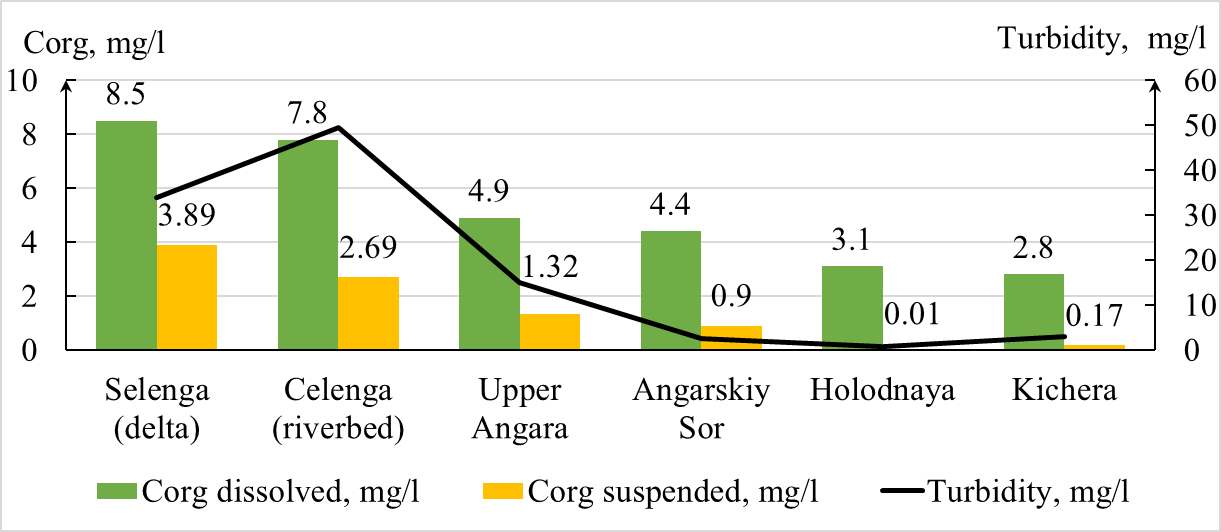 Corg, mg/l
Turbidity, mg/l
10
8
6
4
2
0
60
50
40
30
20
10
0
8.5
7.8
4.9
4.4
3.1
2.8
3.89
2.69
1.32
0.9
0.01
0.17
Selenga
(delta)
Celenga
(riverbed)
Upper
Angara
Angarskiy
Sor
Holodnaya
Kichera
Corg dissolved, mg/l
Corg suspended, mg/l
Turbidity, mg/l